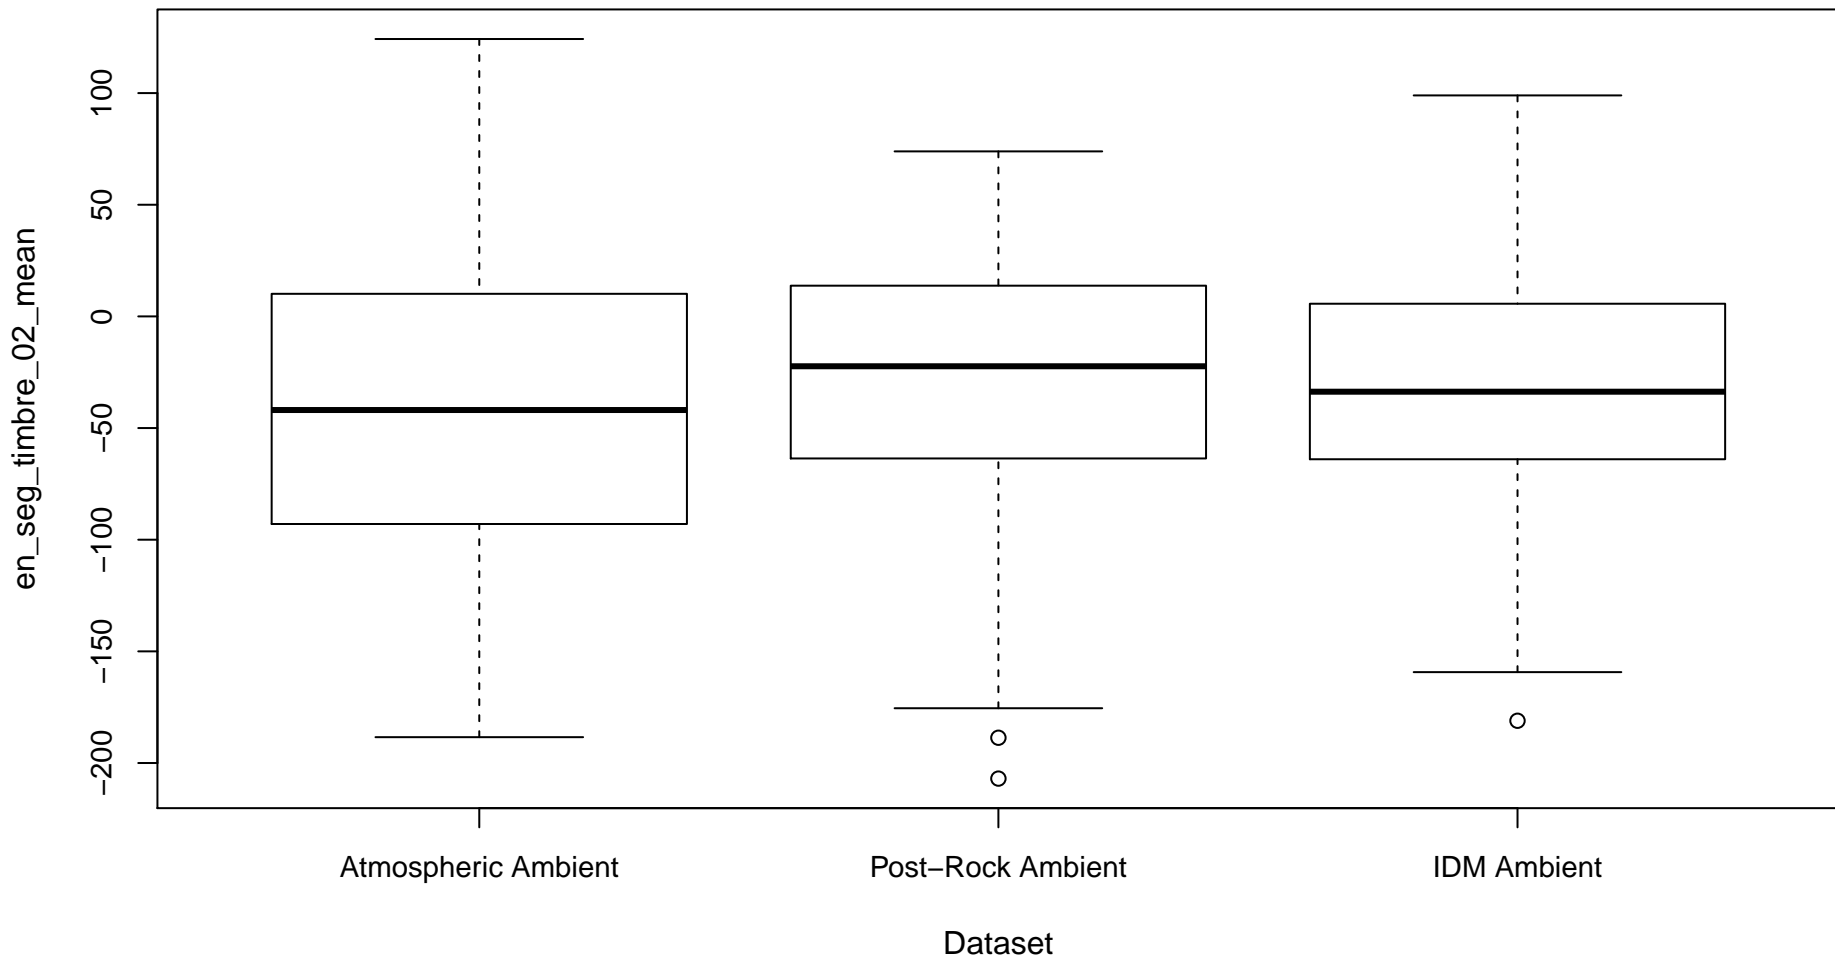 en_seg_timbre_02_mean
100
50
0
−50
−100
−150
−200
Atmospheric Ambient
Post−Rock Ambient
IDM Ambient
Dataset